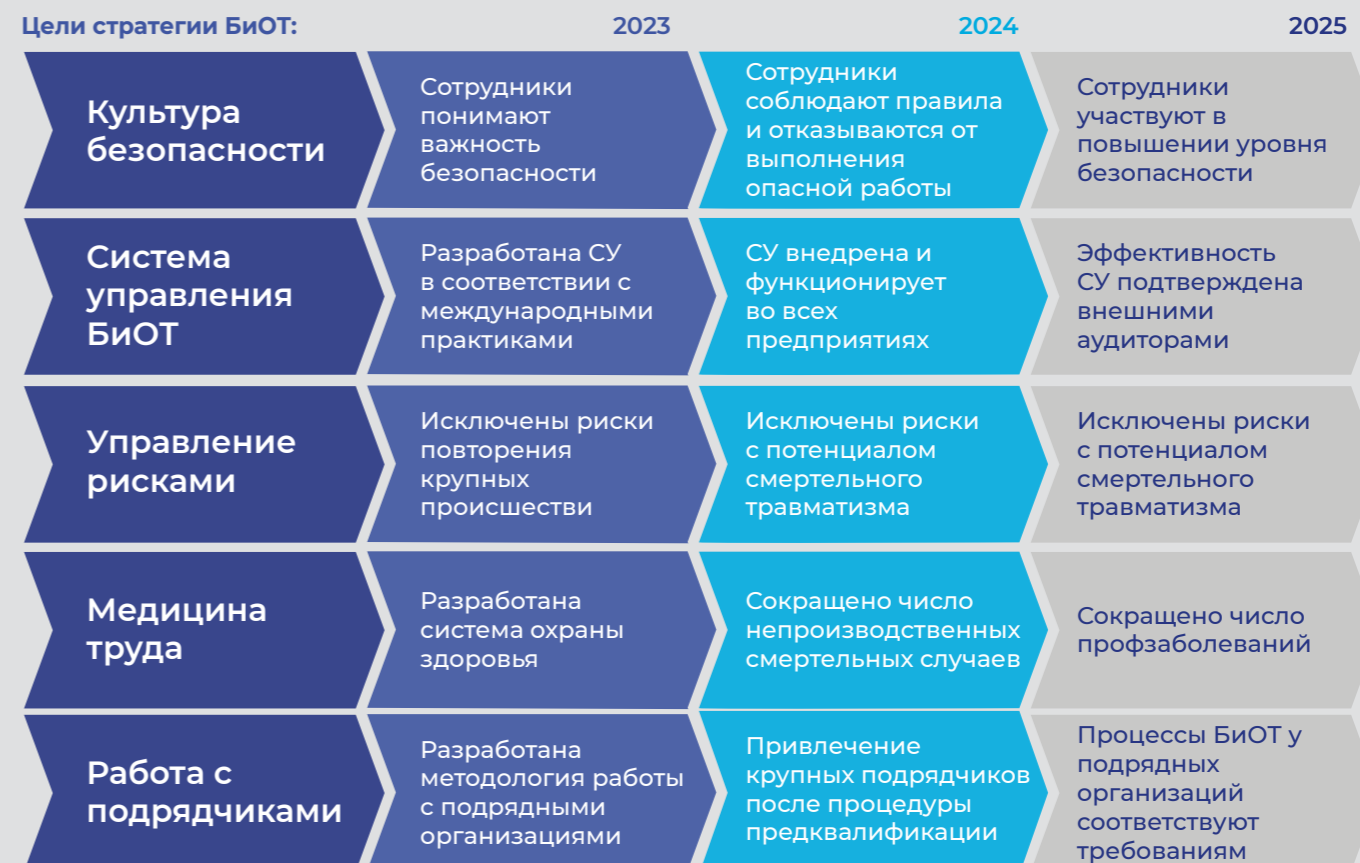 Цели стратегии БиОТ:
2023
2024
2025
Культура
безопасности
Сотрудники
понимают
важность
безопасности
Сотрудники
соблюдают правила
и отказываются от
выполнения
опасной работы
Сотрудники
участвуют в
повышении уровня
безопасности
Система
управления
БиОТ
Разработана СУ
в соответствии с
международными
практиками
СУ внедрена и
функционирует
во всех
предприятиях
Эффективность
СУ подтверждена
внешними
аудиторами
Управление
рисками
Исключены риски
повторения
крупных
происшестви
Исключены риски
с потенциалом
смертельного
травматизма
Исключены риски
с потенциалом
смертельного
травматизма
Медицина
труда
Разработана
система охраны
здоровья
Сокращено число
непроизводственных
смертельных случаев
Сокращено число
профзаболеваний
Работа с
подрядчиками
Разработана
методология работы
с подрядными
организациями
Привлечение
крупных подрядчиков
после процедуры
предквалификации
Процессы БиОТ у
подрядных
организаций
соответствуют
требованиям